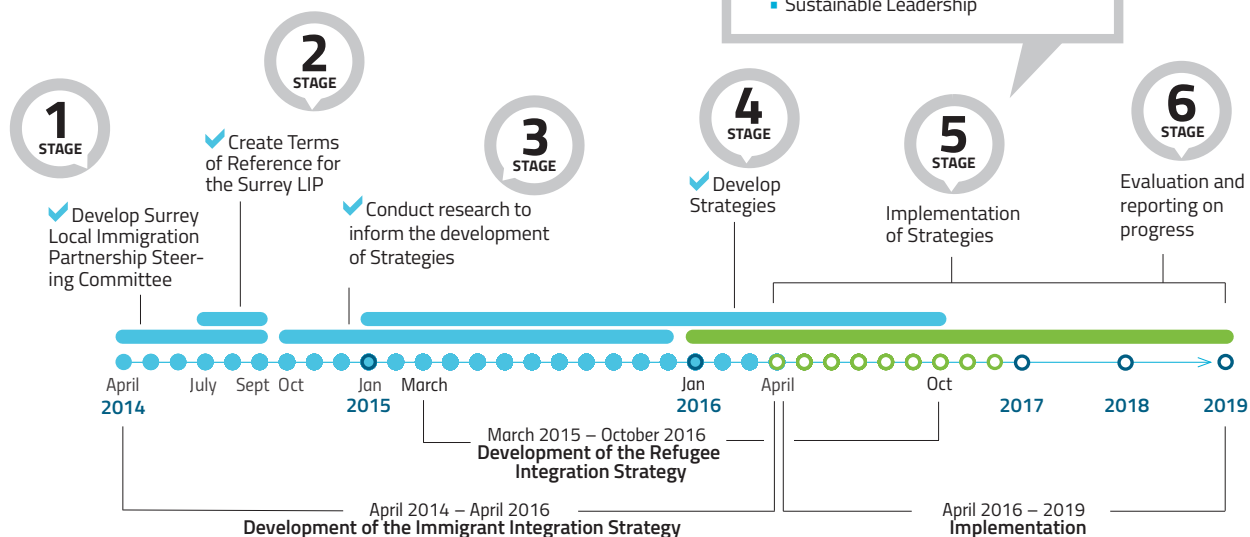 Sustainable Leadership
1
STAGE
Develop Surrey
Local Immigration
Partnership Steer-
ing Committee
2
STAGE
Create Terms
of Reference for
the Surrey LIP
3
STAGE
Conduct research to
inform the development
of Strategies
4
STAGE
Develop
Strategies
5
STAGE
Implementation
of Strategies
6
STAGE
Evaluation and
reporting on
progress
April July Sept Oct Jan March Jan April Oct
2014 2015 2016 2017 2018 2019
March 2015 – October 2016
Development of the Refugee
Integration Strategy
April 2014 – April 2016
Development of the Immigrant Integration Strategy
April 2016 – 2019
Implementation